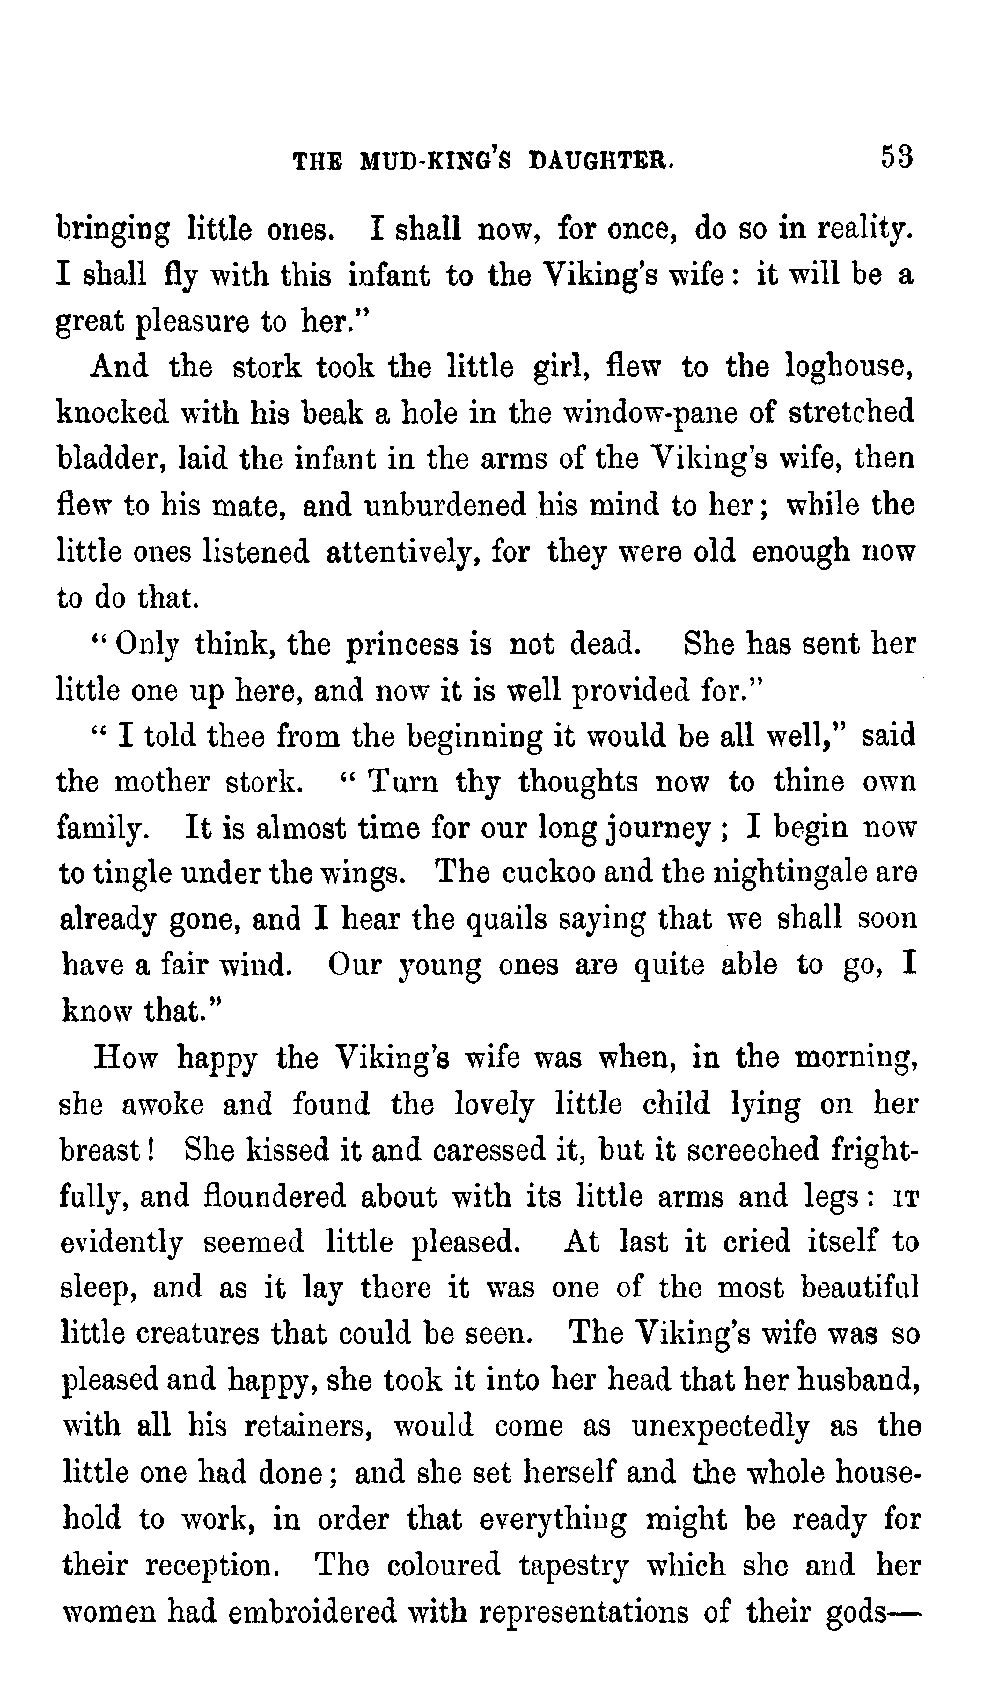 THE MUD-KING'S DAUGHTER. 53
bringing little ones. I shall now, for once, do so in reality.
I shall fly with this infant to the Viking's wife: it will be a
great pleasure to her."
And the stork took the little girl, flew to the loghouse,
knocked with his beak a hole in the window-pane of stretched
bladder, laid the infant in the arms of the Viking's wife, then
flew to his mate, and unburdened his mind to her; while the
little ones listened attentively, for they were old enough now
to do that.
"Only think, the princess is not dead. She has sent her
little one up here, and now it is well provided for."
"I told thee from the beginning it would be all well," said
the mother stork. "Turn thy thoughts now to thine own
family. It is almost time for our long journey; I begin now
to tingle under the wings. The cuckoo and the nightingale are
already gone, and I hear the quails saying that we shall soon
have a fair wind. Our young ones are quite able to go, I
know that."
How happy the Viking's wife was when, in the morning,
she awoke and found the lovely little child lying on her
breast! She kissed it and caressed it, but it screeched fright-
fully, and floundered about with its little arms and legs: IT
evidently seemed little pleased. At last it cried itself to
sleep, and as it lay there it was one of the most beautiful
little creatures that could be seen. The Viking's wife was so
pleased and happy, she took it into her head that her husband,
with all his retainers, would come as unexpectedly as the
little one had done; and she set herself and the whole house-
hold to work, in order that everything might be ready for
their reception. The coloured tapestry which she and her
women had embroidered with representations of their gods—